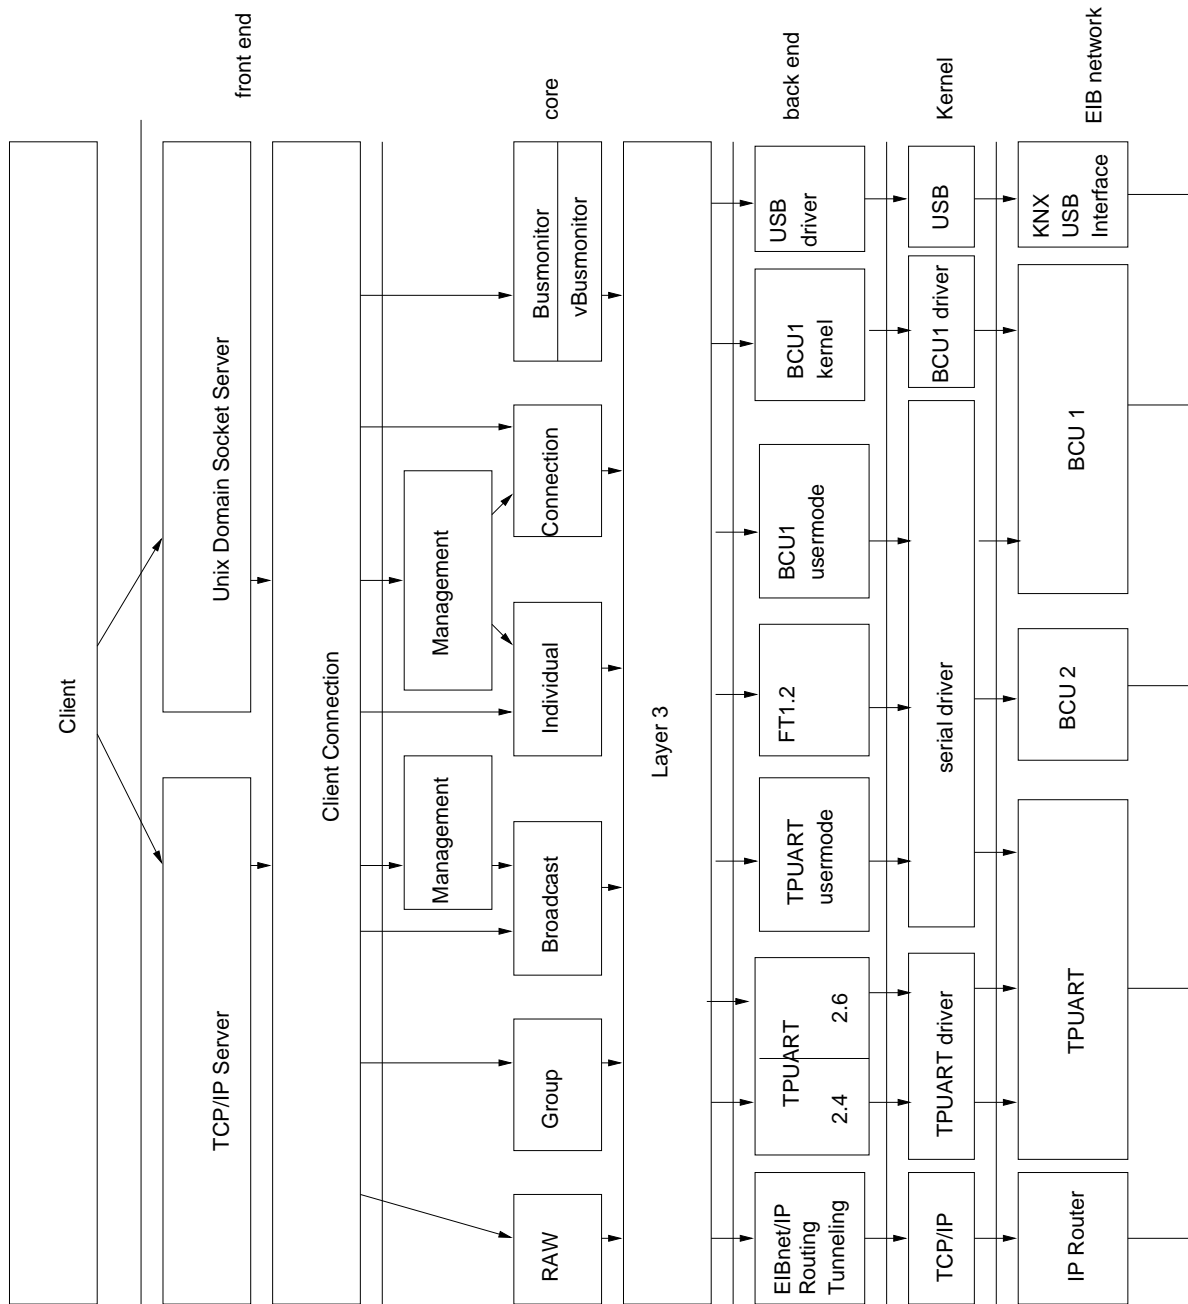 Client
front end
TCP/IP Server
Unix Domain Socket Server
Client Connection
core
Management
Management
RAW
Group
Broadcast
Individual
Connection
Busmonitor
vBusmonitor
Layer 3
back end
EIBnet/IP
Routing
Tunneling
TPUART
2.4
2.6
TPUART
usermode
FT1.2
BCU1
usermode
BCU1
kernel
USB
driver
Kernel
TCP/IP
TPUART driver
serial driver
BCU1 driver
USB
EIB network
IP Router
TPUART
BCU 2
BCU 1
KNX
USB
Interface